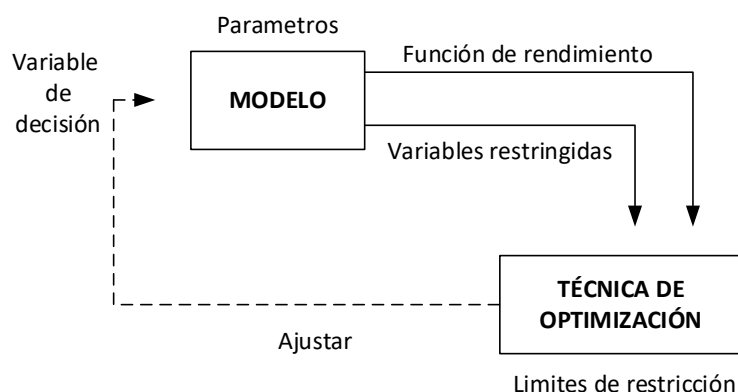 Parametros
Función de rendimiento
Variable
de
decisión
MODELO
Variables restringidas
TÉCNICA DE
OPTIMIZACIÓN
Ajustar
Limites de restricción